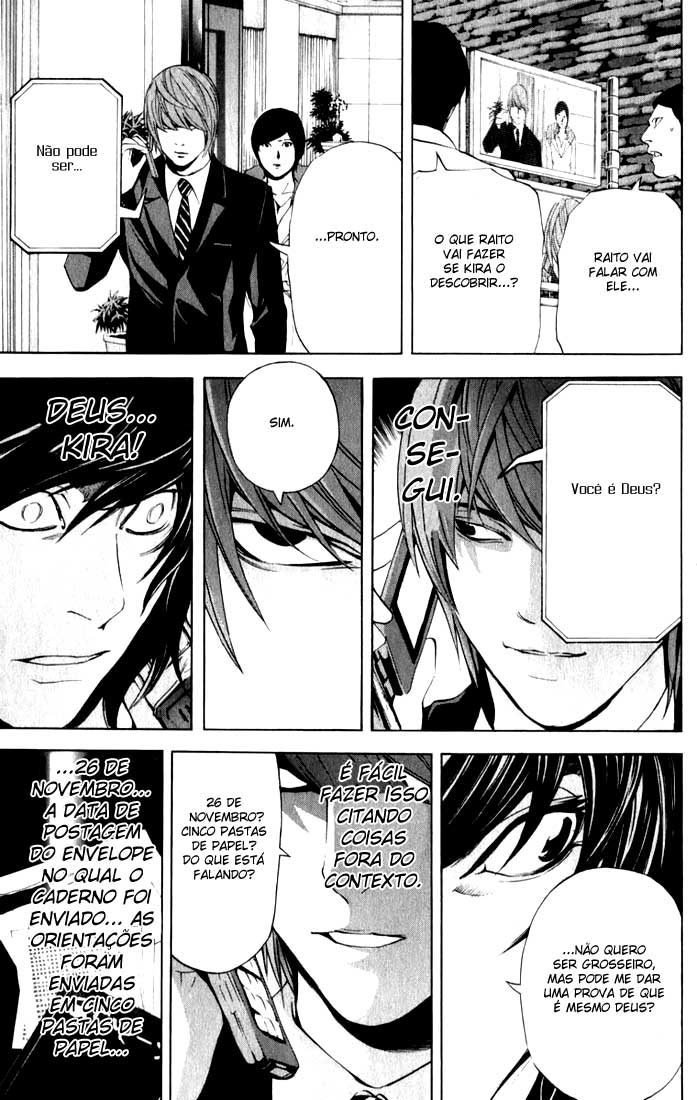 RAITO VAI
FALAR COM
ELE...
O QUE RAITO
VAI FAZER
SE KIRA O
DESCOBRIR...?
...PRONTO.
Não pode
ser...
Você é Deus?
CON-
SE-
GUI.
SIM.
DEUS...
KIRA!
...NÃO QUERO
SER GROSSEIRO,
MAS PODE ME DAR
UMA PROVA DE QUE
É MESMO DEUS?
É FÁCIL
FAZER ISSO
CITANDO
COISAS
FORA DO
CONTEXTO.
26 DE
NOVEMBRO?
CINCO PASTAS
DE PAPEL?
DO QUE ESTÁ
FALANDO?
...26 DE
NOVEMBRO...
A DATA DE
POSTAGEM
DO ENVELOPE
NO QUAL O
CADERNO FOI
ENVIADO... AS
ORIENTAÇÕES
FORAM
ENVIADAS
EM CINCO
PASTAS DE
PAPEL...